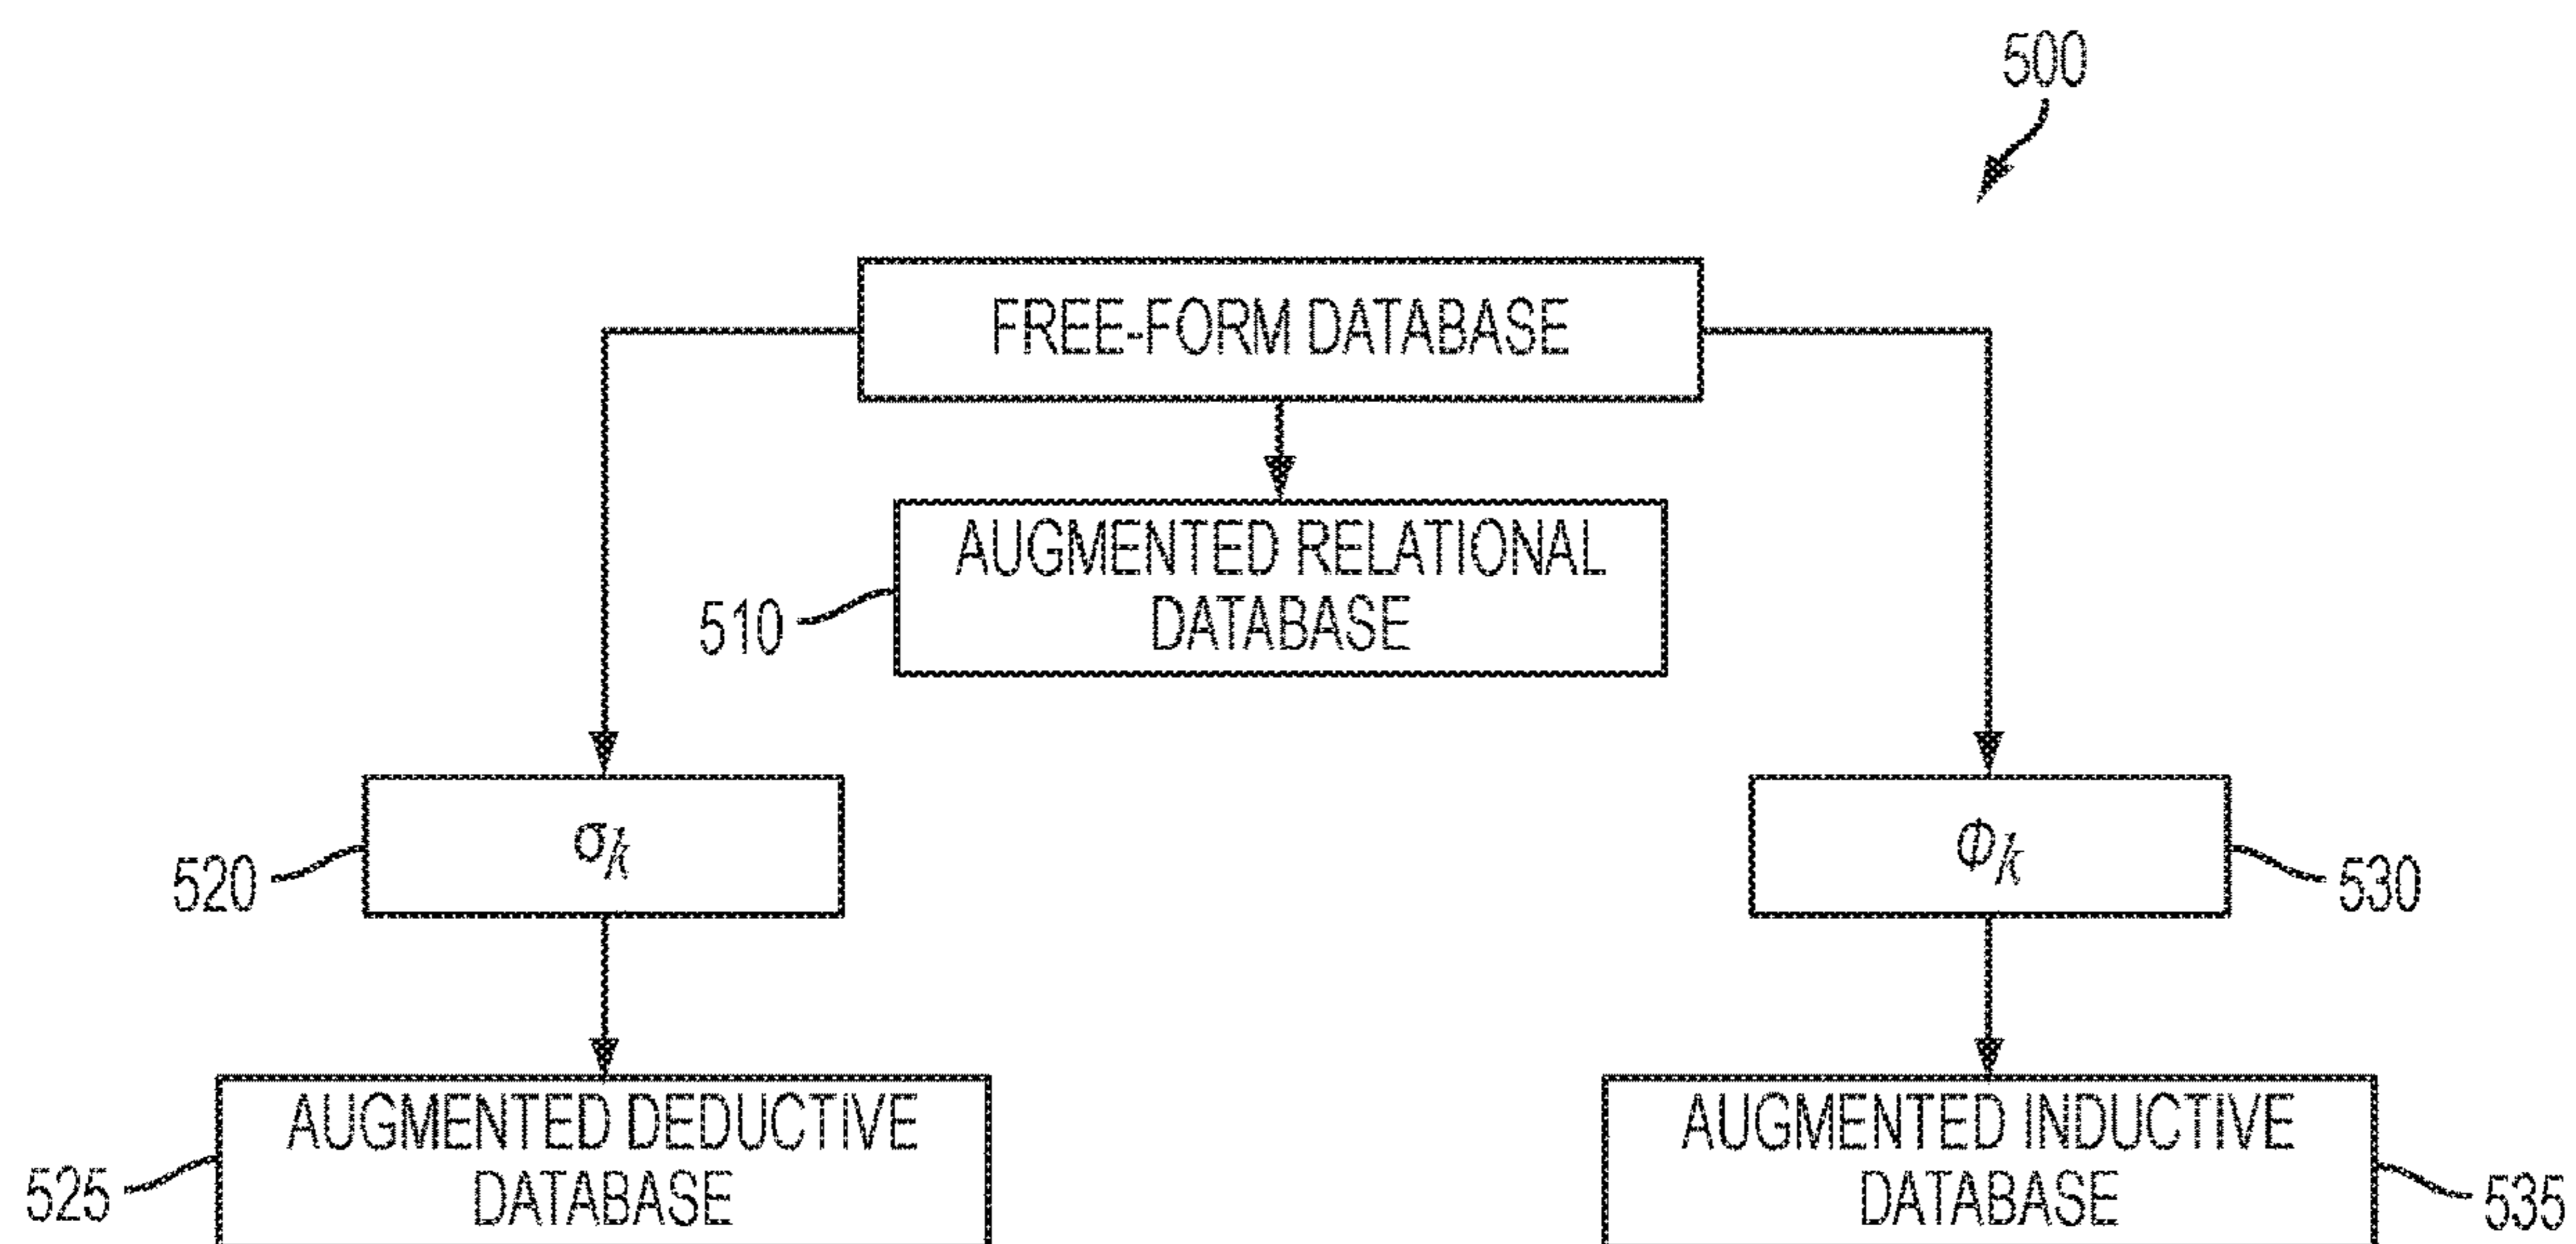 500
FREE-FORM DATABASE
AUGMENTED RELATIONAL
DATABASE
510
σk
520
Φk
530
AUGMENTED DEDUCTIVE
DATABASE
525
AUGMENTED INDUCTIVE
DATABASE
535